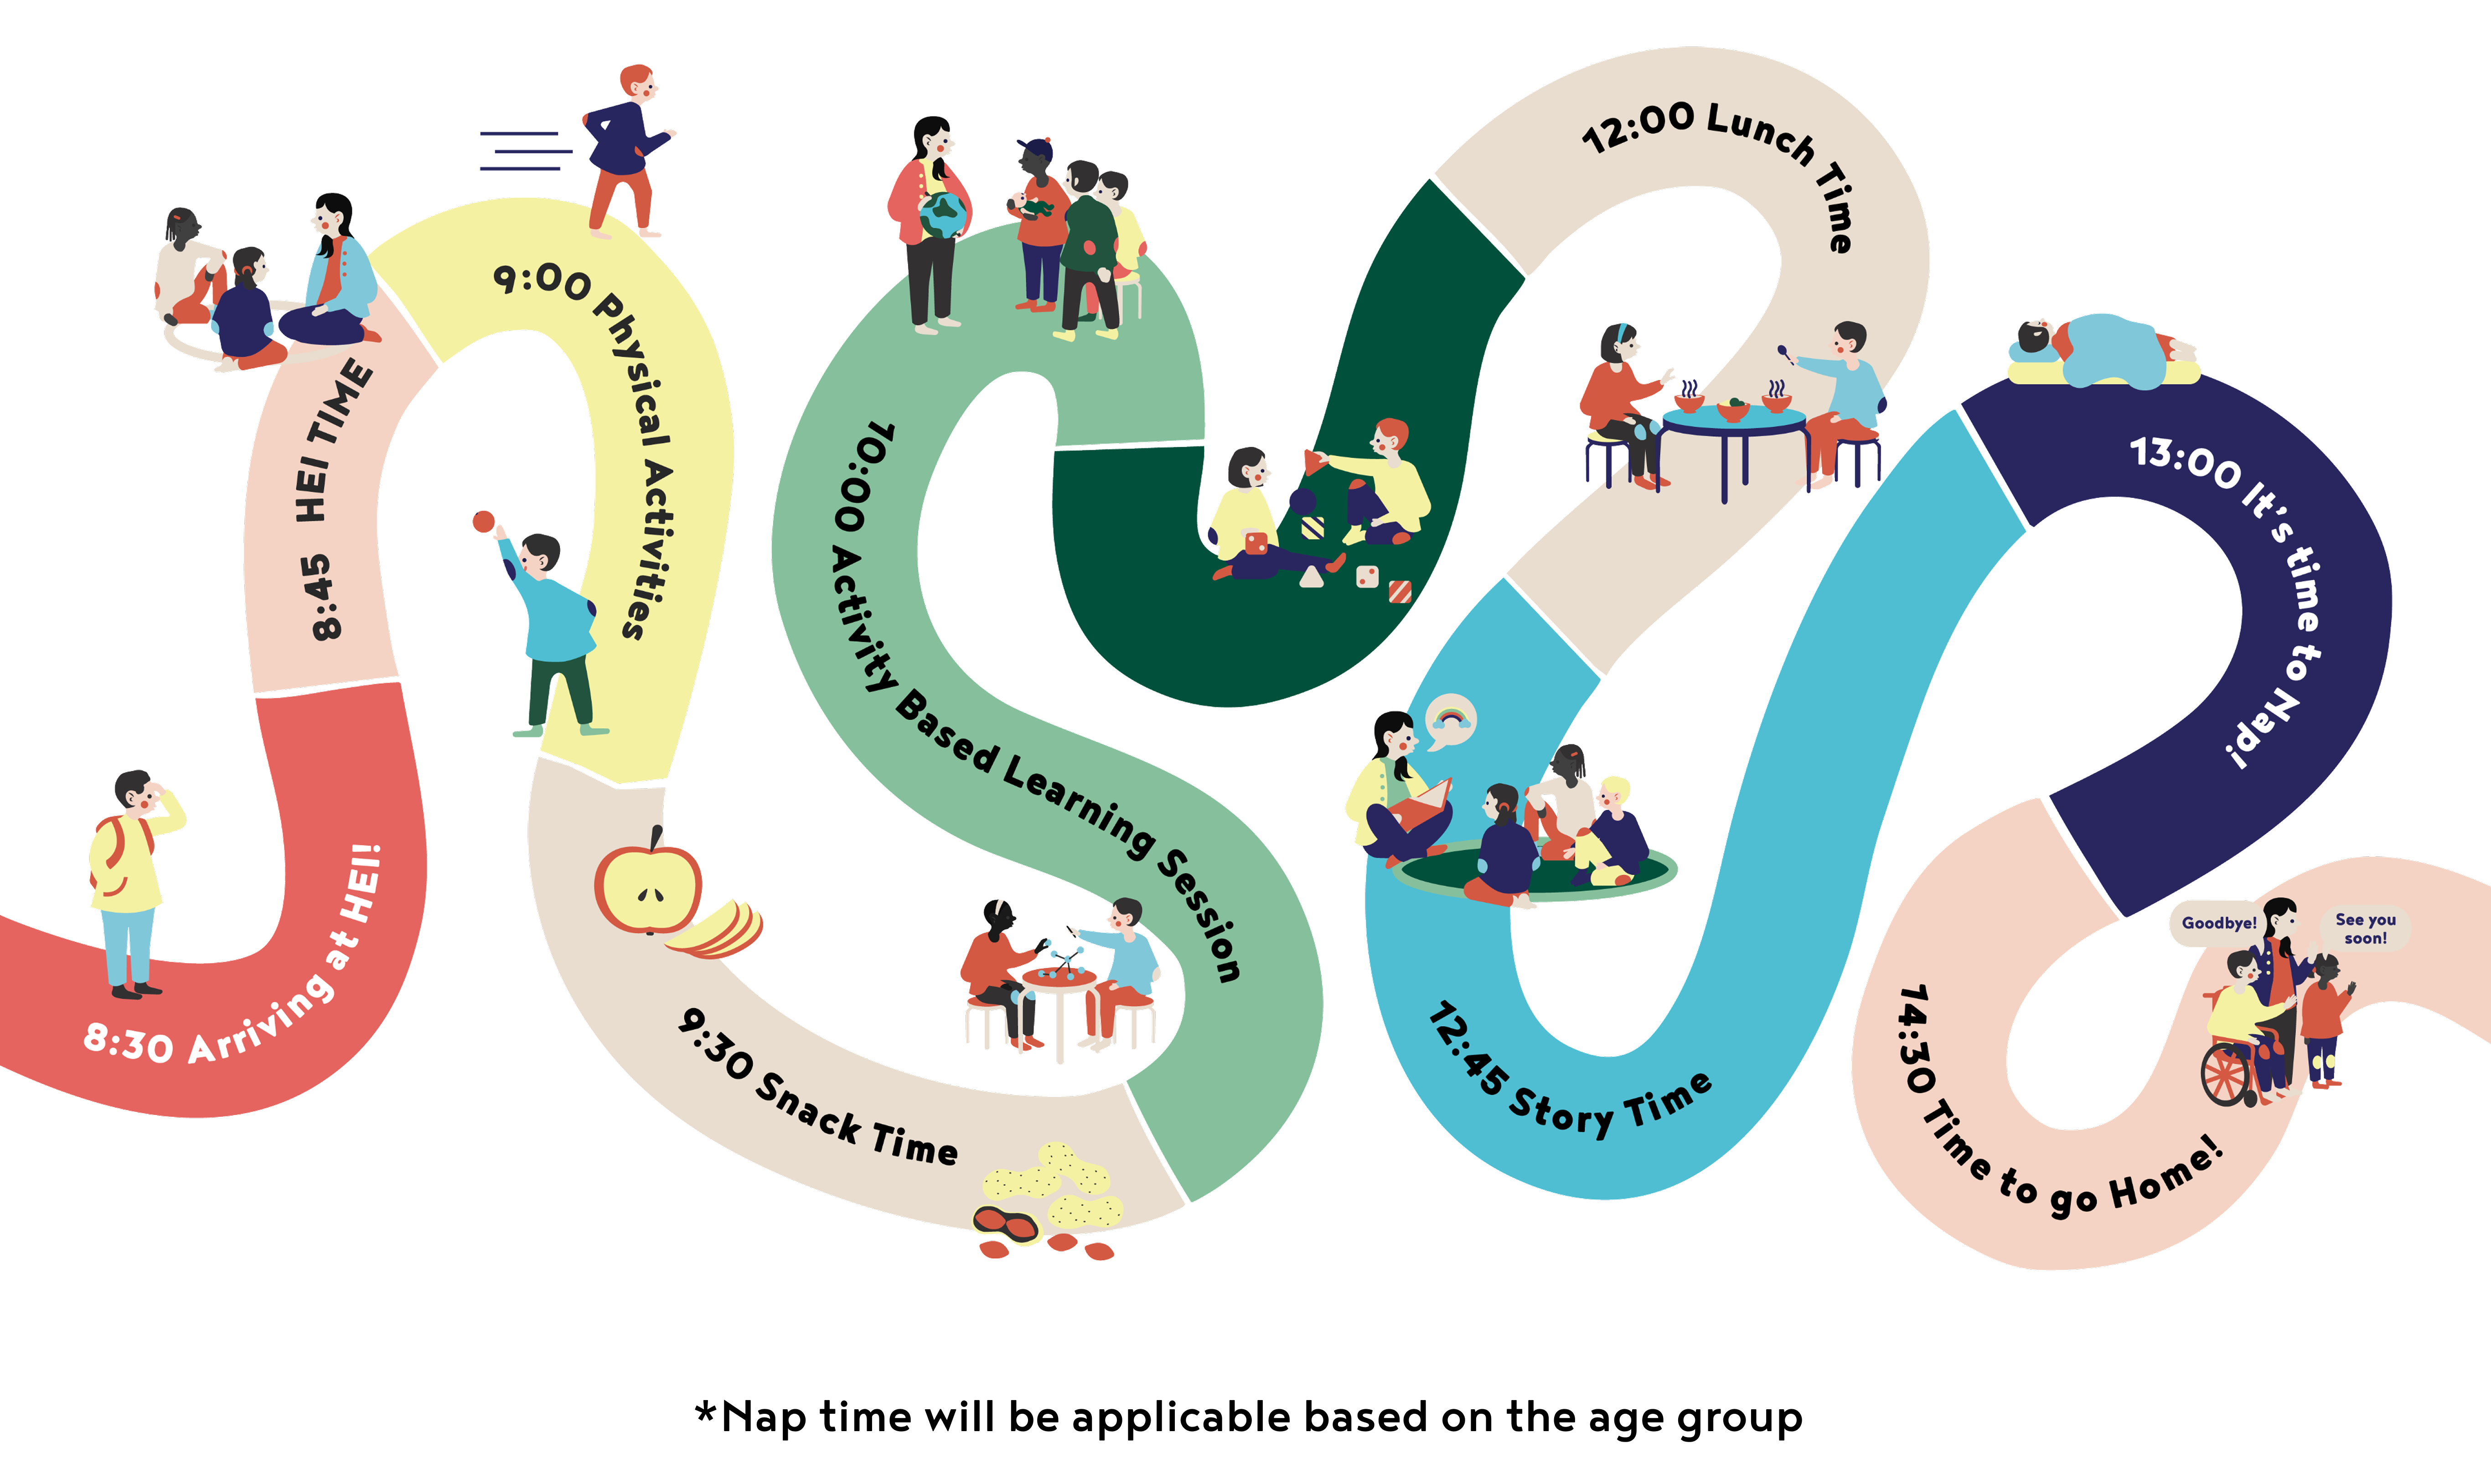 8:30 Arriving at HEI!
8:45 HEI TIME
9:00 Physical Activities
9:30 Snack Time
10:00 Activity Based Learning Session
12:00 Lunch Time
12:45 Story Time
13:00 It's time to Nap!
14:30 Time to go Home!
Goodbye!
See you
soon!
*Nap time will be applicable based on the age group